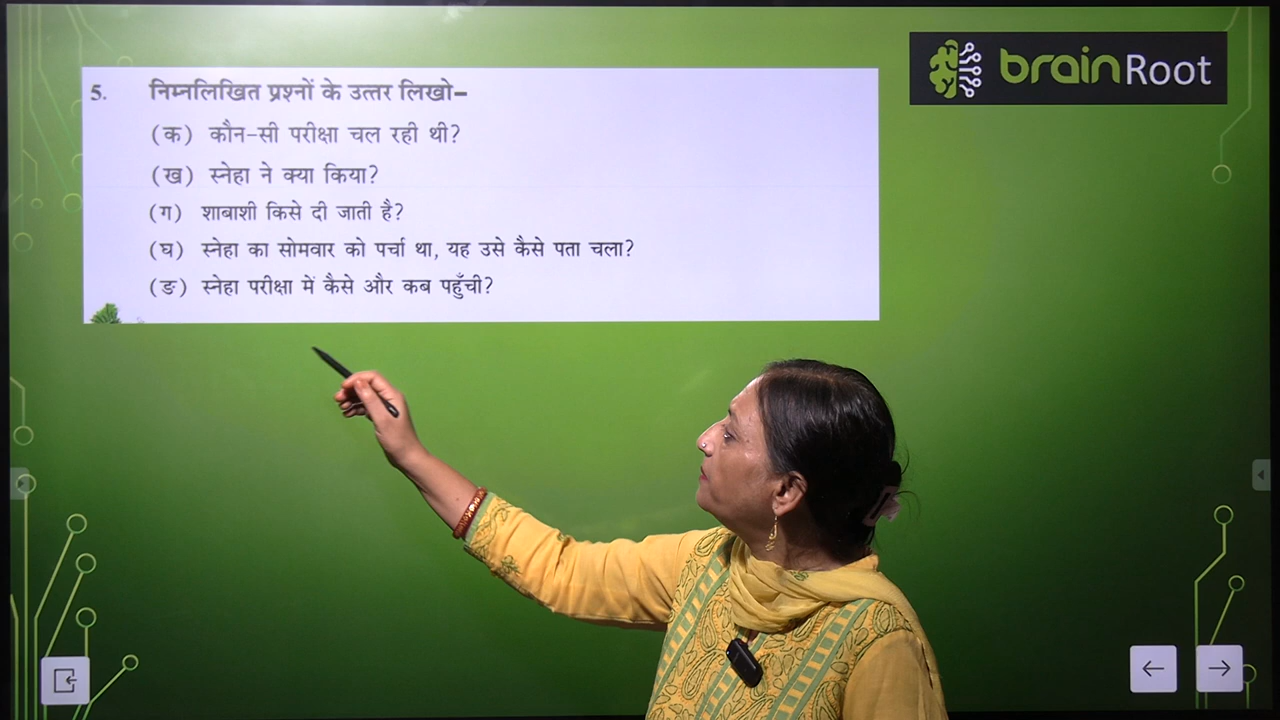 brainRoot
5. निम्नलिखित प्रश्नों के उत्तर लिखो–
(क) कौन-सी परीक्षा चल रही थी?
(ख) स्नेहा ने क्या किया?
(ग) शाबाशी किसे दी जाती है?
(घ) स्नेहा का सोमवार को पर्चा था, यह उसे कैसे पता चला?
(ङ) स्नेहा परीक्षा में कैसे और कब पहुँची?